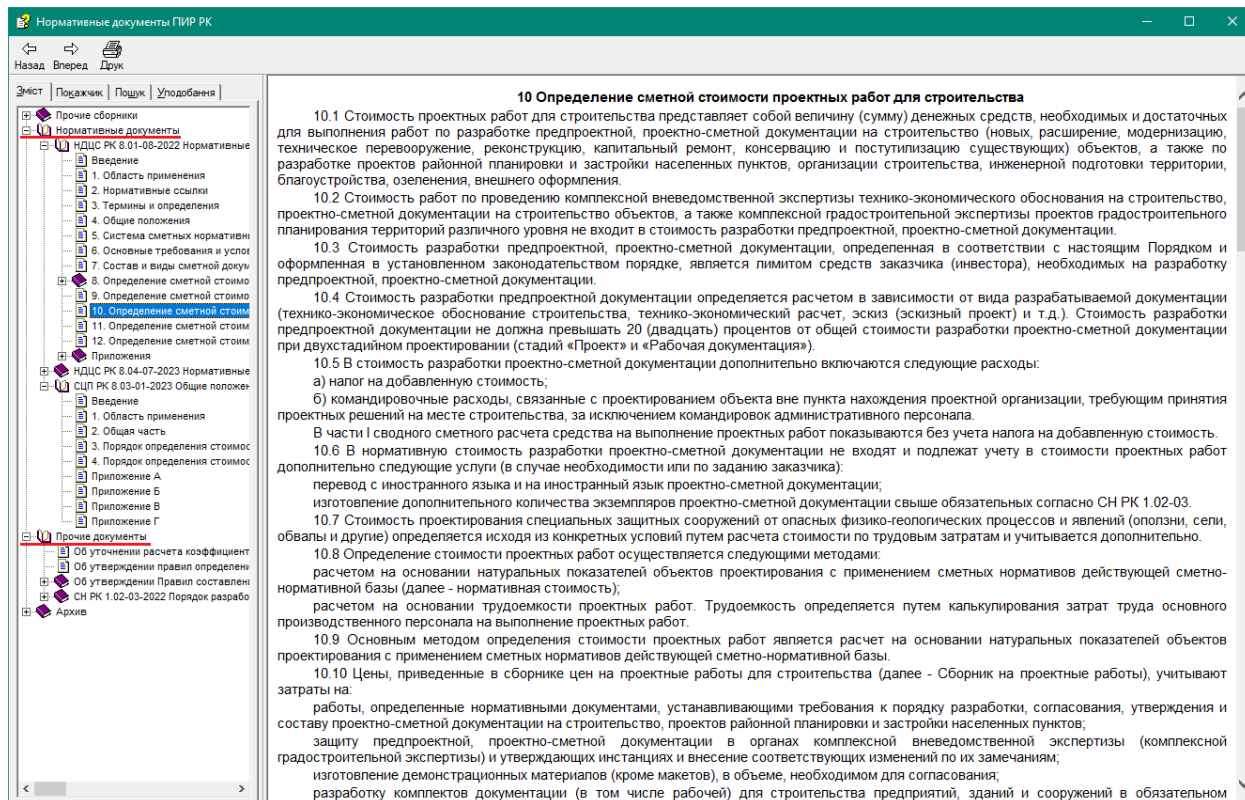 Нормативные документы ПИР РК
Назад Вперед Друк
Зміст Покажчик Пошук Уподобання
Прочие сборники
Нормативные документы
НДЦС РК 8.01-08-2022 Нормативные
Введение
1. Область применения
2. Нормативные ссылки
3. Термины и определения
4. Общие положения
5. Система сметных нормативн
6. Основные требования и услов
7. Состав и виды сметной докум
8. Определение сметной стоимо
9. Определение сметной стоимо
10. Определение сметной стоим
11. Определение сметной стоим
12. Определение сметной стоим
Приложения
НДЦС РК 8.04-07-2023 Нормативные
СЦП РК 8.03-01-2023 Общие положен
Введение
1. Область применения
2. Общая часть
3. Порядок определения стоимос
4. Порядок определения стоимос
Приложение А
Приложение Б
Приложение В
Приложение Г
Прочие документы
Об уточнении расчета коэффициент
Об утверждении правил определени
Об утверждении Правил составлен
СН РК 1.02-03-2022 Порядок разрабо
Архив
10 Определение сметной стоимости проектных работ для строительства
10.1 Стоимость проектных работ для строительства представляет собой величину (сумму) денежных средств, необходимых и достаточных
для выполнения работ по разработке предпроектной, проектно-сметной документации на строительство (новых, расширение, модернизацию,
техническое перевооружение, реконструкцию, капитальный ремонт, консервацию и постутилизацию существующих) объектов, а также по
разработке проектов районной планировки и застройки населенных пунктов, организации строительства, инженерной подготовки территории,
благоустройства, озеленения, внешнего оформления.
10.2 Стоимость работ по проведению комплексной вневедомственной экспертизы технико-экономического обоснования на строительство,
проектно-сметной документации на строительство объектов, а также комплексной градостроительной экспертизы проектов градостроительного
планирования территорий различного уровня не входит в стоимость разработки предпроектной, проектно-сметной документации.
10.3 Стоимость разработки предпроектной, проектно-сметной документации, определенная в соответствии с настоящим Порядком и
оформленная в установленном законодательством порядке, является лимитом средств заказчика (инвестора), необходимых на разработку
предпроектной, проектно-сметной документации.
10.4 Стоимость разработки предпроектной документации определяется расчетом в зависимости от вида разрабатываемой документации
(технико-экономическое обоснование строительства, технико-экономический расчет, эскиз (эскизный проект) и т.д.). Стоимость разработки
предпроектной документации не должна превышать 20 (двадцать) процентов от общей стоимости разработки проектно-сметной документации
при двухстадийном проектировании (стадий «Проект» и «Рабочая документация»).
10.5 В стоимость разработки проектно-сметной документации дополнительно включаются следующие расходы:
а) налог на добавленную стоимость;
б) командировочные расходы, связанные с проектированием объекта вне пункта нахождения проектной организации, требующим принятия
проектных решений на месте строительства, за исключением командировок административного персонала.
В части I сводного сметного расчета средства на выполнение проектных работ показываются без учета налога на добавленную стоимость.
10.6 В нормативную стоимость разработки проектно-сметной документации не входят и подлежат учету в стоимости проектных работ
дополнительно следующие услуги (в случае необходимости или по заданию заказчика):
перевод с иностранного языка и на иностранный язык проектно-сметной документации;
изготовление дополнительного количества экземпляров проектно-сметной документации свыше обязательных согласно СН РК 1.02-03.
10.7 Стоимость проектирования специальных защитных сооружений от опасных физико-геологических процессов и явлений (оползни, сели,
обвалы и другие) определяется исходя из конкретных условий путем расчета стоимости по трудовым затратам и учитывается дополнительно.
10.8 Определение стоимости проектных работ осуществляется следующими методами:
расчетом на основании натуральных показателей объектов проектирования с применением сметных нормативов действующей сметно-
нормативной базы (далее - нормативная стоимость);
расчетом на основании трудоемкости проектных работ. Трудоемкость определяется путем калькулирования затрат труда основного
производственного персонала на выполнение проектных работ.
10.9 Основным методом определения стоимости проектных работ является расчет на основании натуральных показателей объектов
проектирования с применением сметных нормативов действующей сметно-нормативной базы.
10.10 Цены, приведенные в сборнике цен на проектные работы для строительства (далее - Сборник на проектные работы), учитывают
затраты на:
работы, определенные нормативными документами, устанавливающими требования к порядку разработки, согласования, утверждения и
составу проектно-сметной документации на строительство, проектов районной планировки и застройки населенных пунктов;
защиту предпроектной, проектно-сметной документации в органах комплексной вневедомственной экспертизы (комплексной
градостроительной экспертизы) и утверждающих инстанциях и внесение соответствующих изменений по их замечаниям;
изготовление демонстрационных материалов (кроме макетов), в объеме, необходимом для согласования;
разработку комплектов документации (в том числе рабочей) для строительства предприятий, зданий и сооружений в обязательном